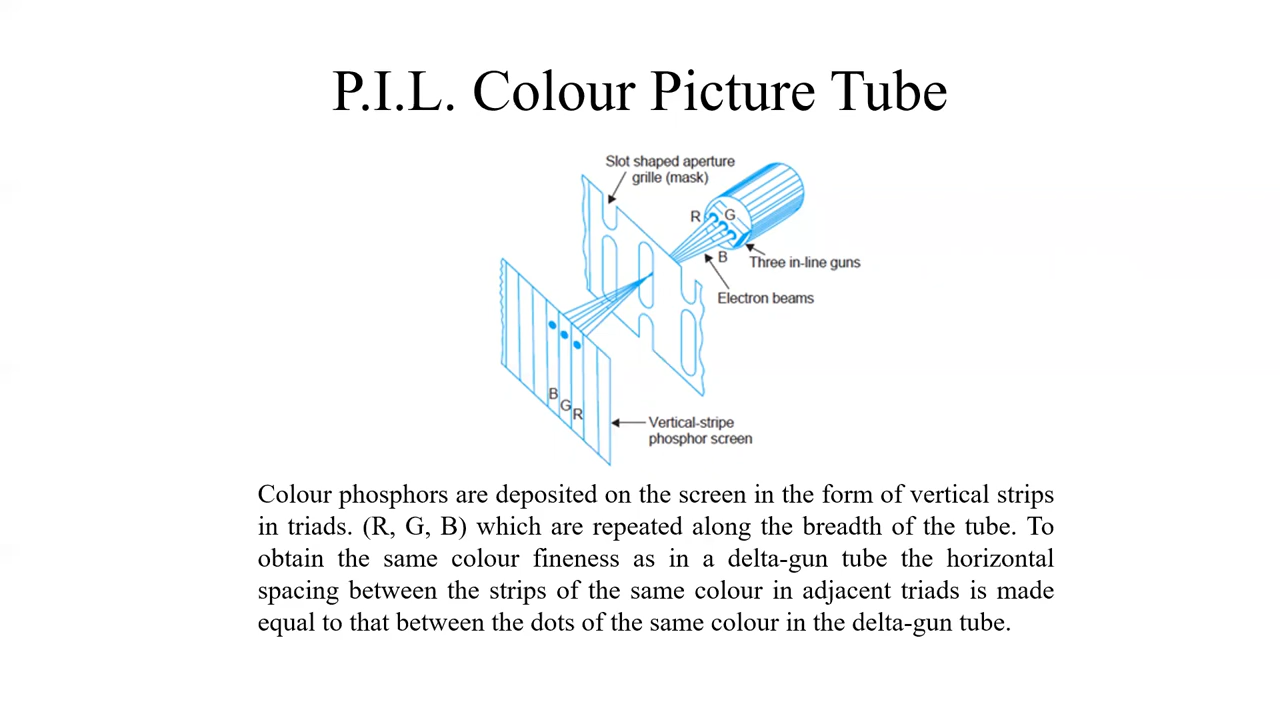 P.I.L. Colour Picture Tube
Slot shaped aperture
grille (mask)
R
G
B
Three in-line guns
Electron beams
B
G
R
Vertical-stripe
phosphor screen
Colour phosphors are deposited on the screen in the form of vertical strips
in triads. (R, G, B) which are repeated along the breadth of the tube. To
obtain the same colour fineness as in a delta-gun tube the horizontal
spacing between the strips of the same colour in adjacent triads is made
equal to that between the dots of the same colour in the delta-gun tube.